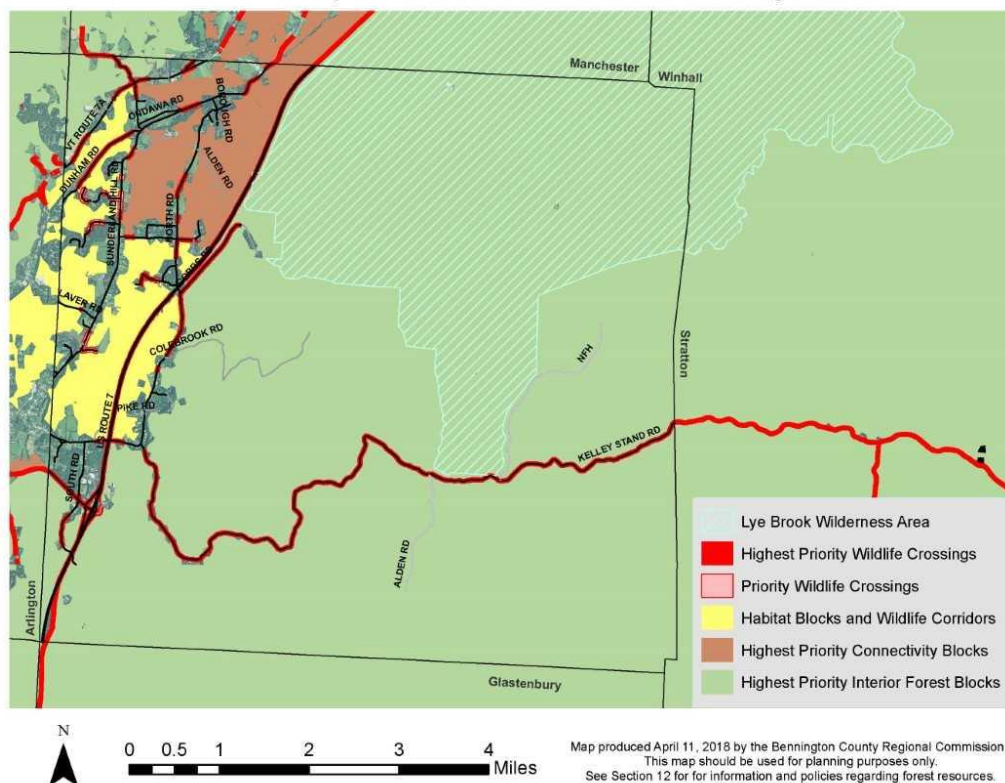 Manchester
Winhall
VT ROUTE 7A
ONDAWA RD
BOROUGH RD
DUNHAM RD
ALDEN RD
SUNDERLAND HILL RD
NORTH RD
LAVER RD
COLEBROOK RD
NFH
Stratton
US ROUTE 7
PIKE RD
KELLEY STAND RD
SOUTH RD
ALDEN RD
Arlington
Glastenbury
Lye Brook Wilderness Area
Highest Priority Wildlife Crossings
Priority Wildlife Crossings
Habitat Blocks and Wildlife Corridors
Highest Priority Connectivity Blocks
Highest Priority Interior Forest Blocks
N
0 0.5 1 2 3 4
Miles
Map produced April 11, 2018 by the Bennington County Regional Commission
This map should be used for planning purposes only.
See Section 12 for for information and policies regarding forest resources.